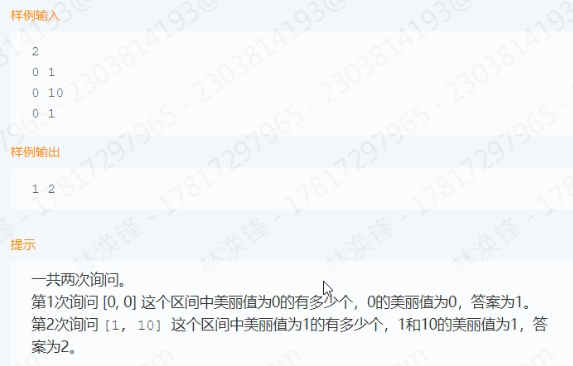 样例输入
2
0 1
0 10
0 1
样例输出
1 2
提示
一共两次询问。
第1次询问 [0, 0] 这个区间中美丽值为0的有多少个，0的美丽值为0，答案为1。
第2次询问 [1, 10] 这个区间中美丽值为1的有多少个，1和10的美丽值为1，答
案为2。